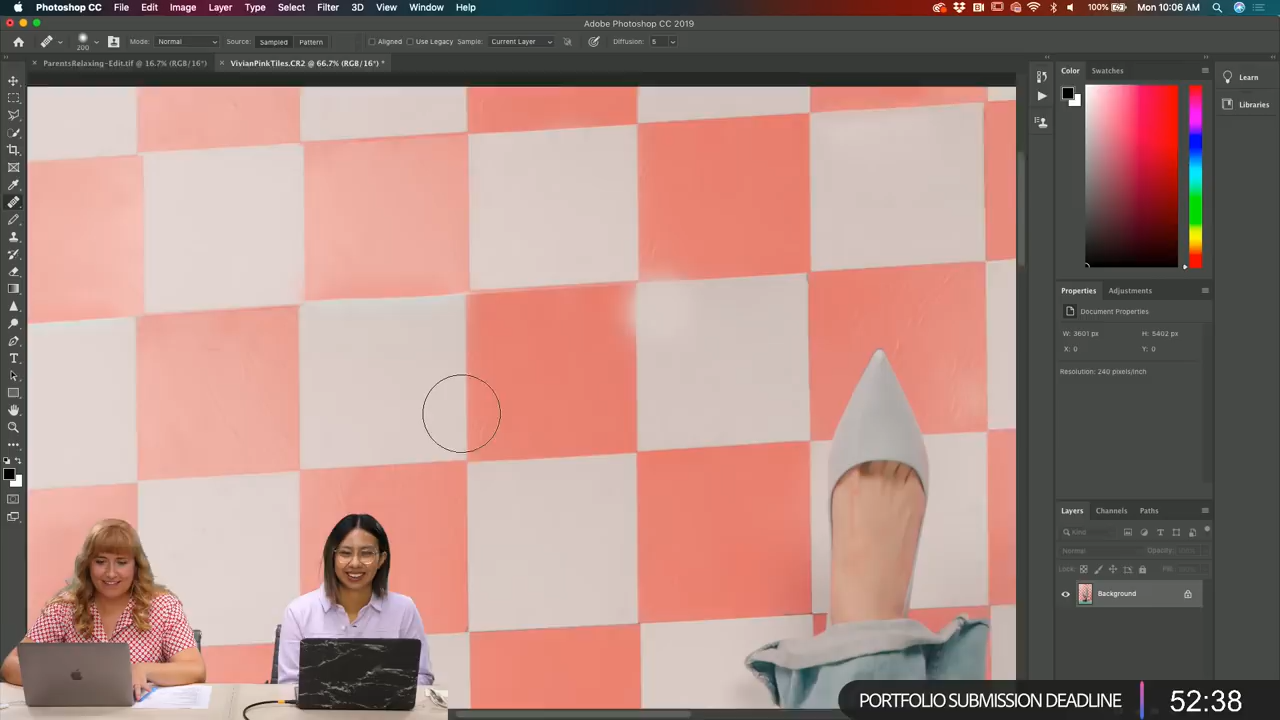 Photoshop CC File Edit Image Layer Type Select Filter 3D View Window Help 100% Mon 10:06 AM
Adobe Photoshop CC 2019
200 Mode: Normal Source: Sampled Pattern Aligned Use Legacy Sample: Current Layer Diffusion: 5
ParentsRelaxing-Edit.tif @ 16.7% (RGB/16*) VivianPinkTiles.CR2 @ 66.7% (RGB/16*) *
Color Swatches
Learn
Libraries
Properties Adjustments
Document Properties
W: 3601 px H: 5402 px
X: 0 Y: 0
Resolution: 240 pixels/inch
Layers Channels Paths
Kind
Normal Opacity: 100%
Lock: Fill: 100%
Background
PORTFOLIO SUBMISSION DEADLINE 52:38